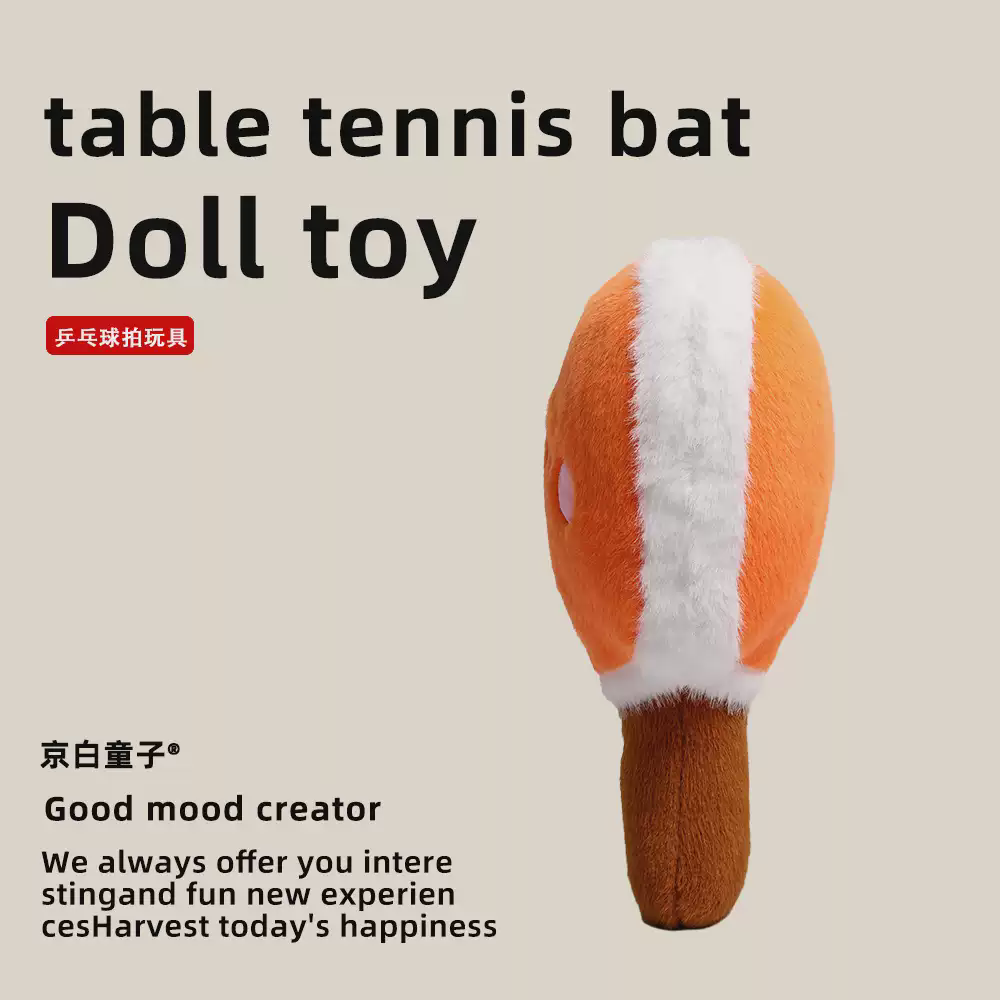 table tennis bat
Doll toy
乒乓球拍玩具
京白童子®
Good mood creator
We always offer you intere
stingand fun new experien
cesHarvest today's happiness